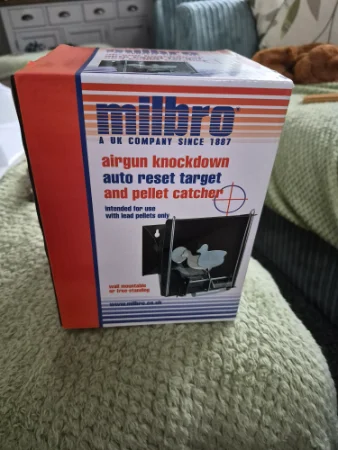 milbro®
A UK COMPANY SINCE 1887
airgun knockdown
auto reset target
and pellet catcher
intended for use
with lead pellets only
wall mountable
or free standing
www.milbro.co.uk